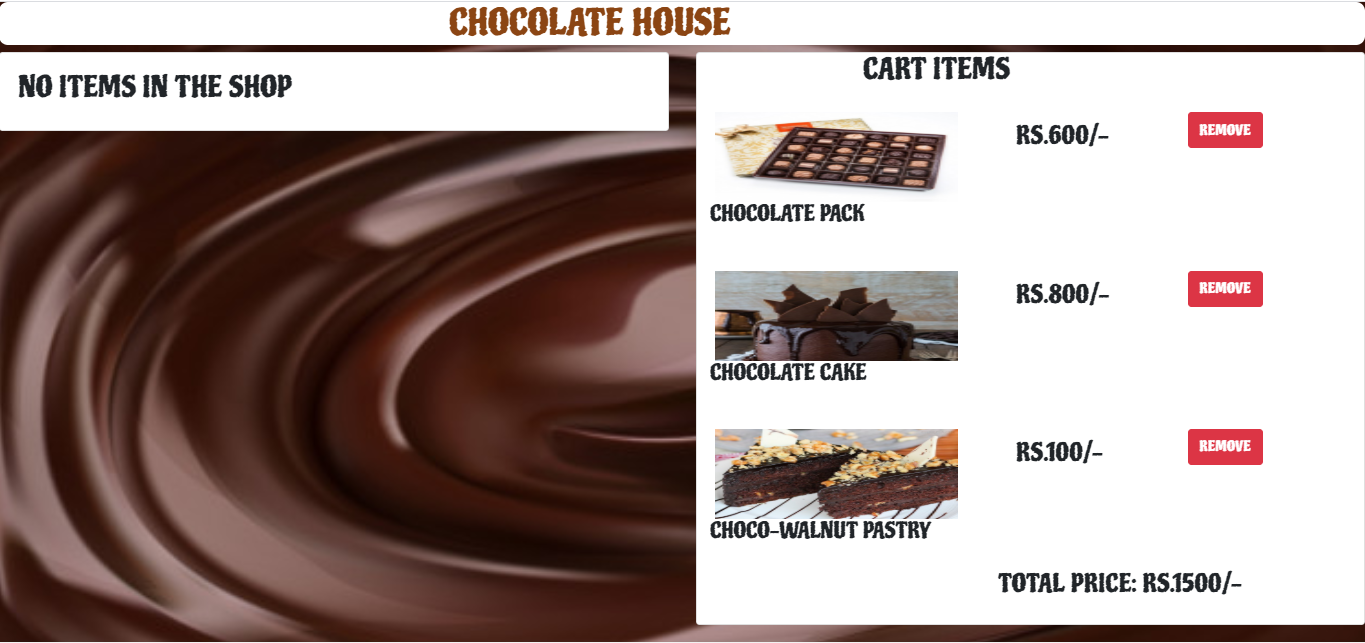 CHOCOLATE HOUSE
NO ITEMS IN THE SHOP
CART ITEMS
RS.600/-
REMOVE
CHOCOLATE PACK
RS.800/-
REMOVE
CHOCOLATE CAKE
RS.100/-
REMOVE
CHOCO-WALNUT PASTRY
TOTAL PRICE: RS.1500/-